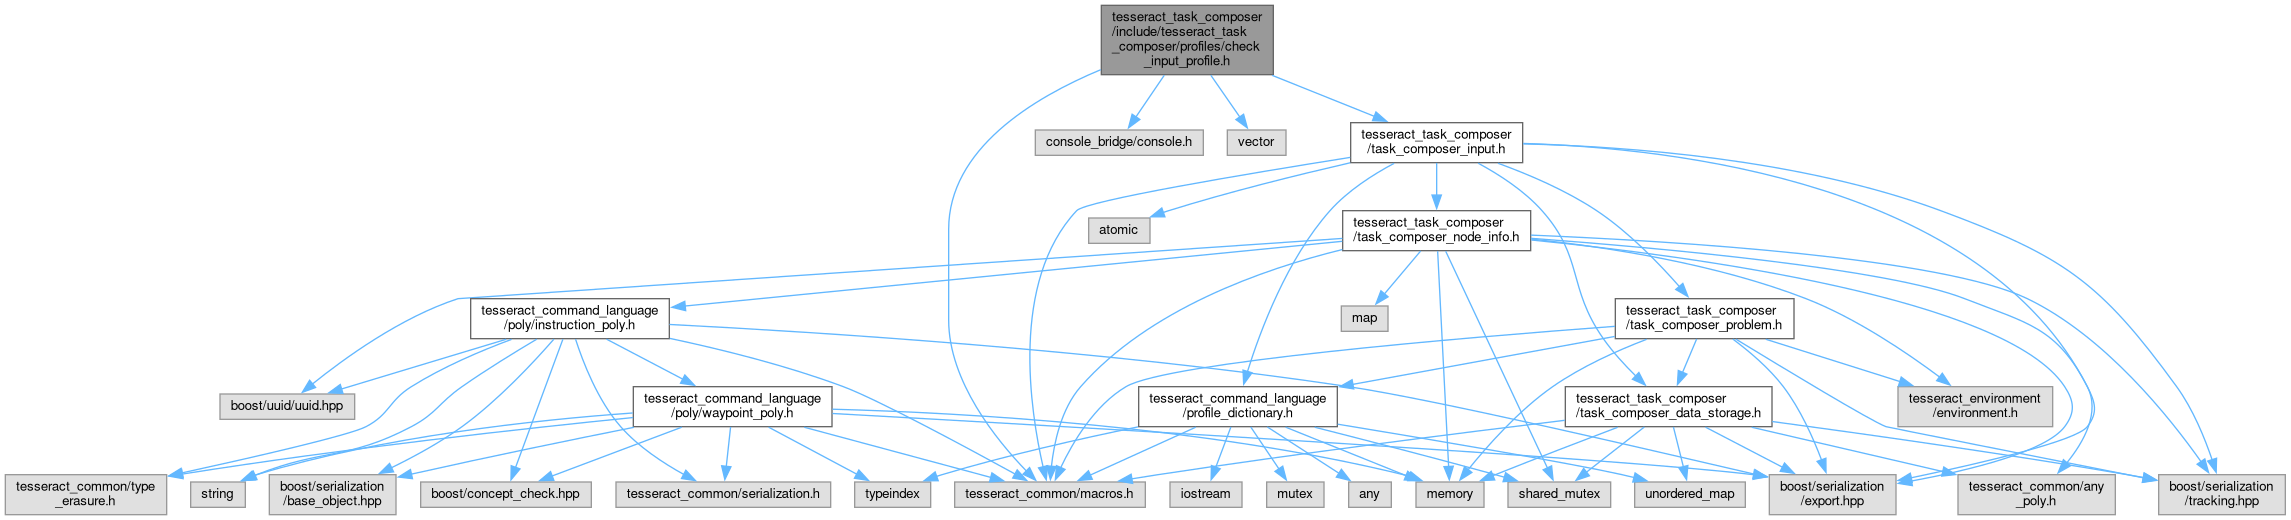 tesseract_task_composer
/include/tesseract_task
_composer/profiles/check
_input_profile.h
console_bridge/console.h
vector
tesseract_task_composer
/task_composer_input.h
atomic
tesseract_task_composer
/task_composer_node_info.h
tesseract_command_language
/poly/instruction_poly.h
map
tesseract_task_composer
/task_composer_problem.h
boost/uuid/uuid.hpp
tesseract_command_language
/poly/waypoint_poly.h
tesseract_command_language
/profile_dictionary.h
tesseract_task_composer
/task_composer_data_storage.h
tesseract_environment
/environment.h
tesseract_common/type
_erasure.h
string
boost/serialization
/base_object.hpp
boost/concept_check.hpp
tesseract_common/serialization.h
typeindex
tesseract_common/macros.h
iostream
mutex
any
memory
shared_mutex
unordered_map
boost/serialization
/export.hpp
tesseract_common/any
_poly.h
boost/serialization
/tracking.hpp